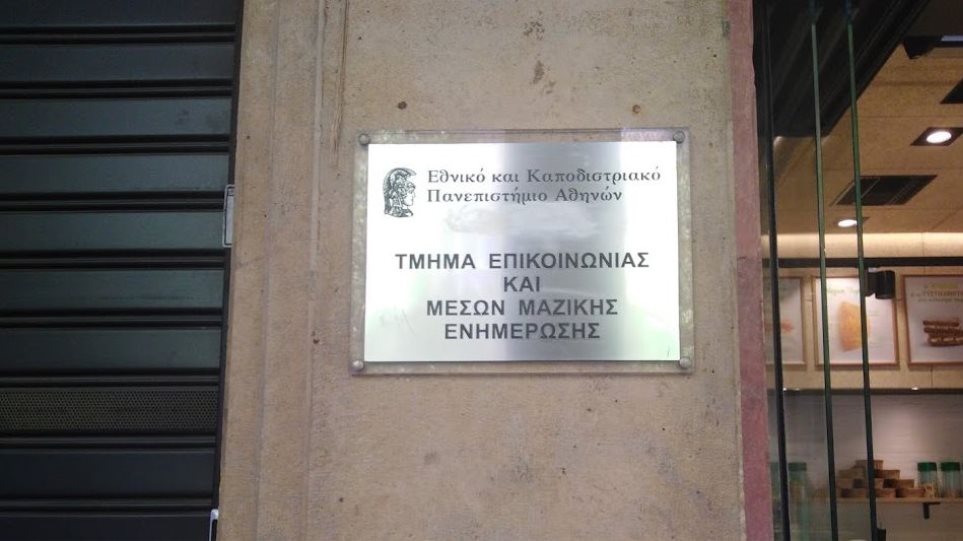 Εθνικό και Καποδιστριακό
Πανεπιστήμιο Αθηνών
ΤΜΗΜΑ ΕΠΙΚΟΙΝΩΝΙΑΣ
ΚΑΙ
ΜΕΣΩΝ ΜΑΖΙΚΗΣ
ΕΝΗΜΕΡΩΣΗΣ